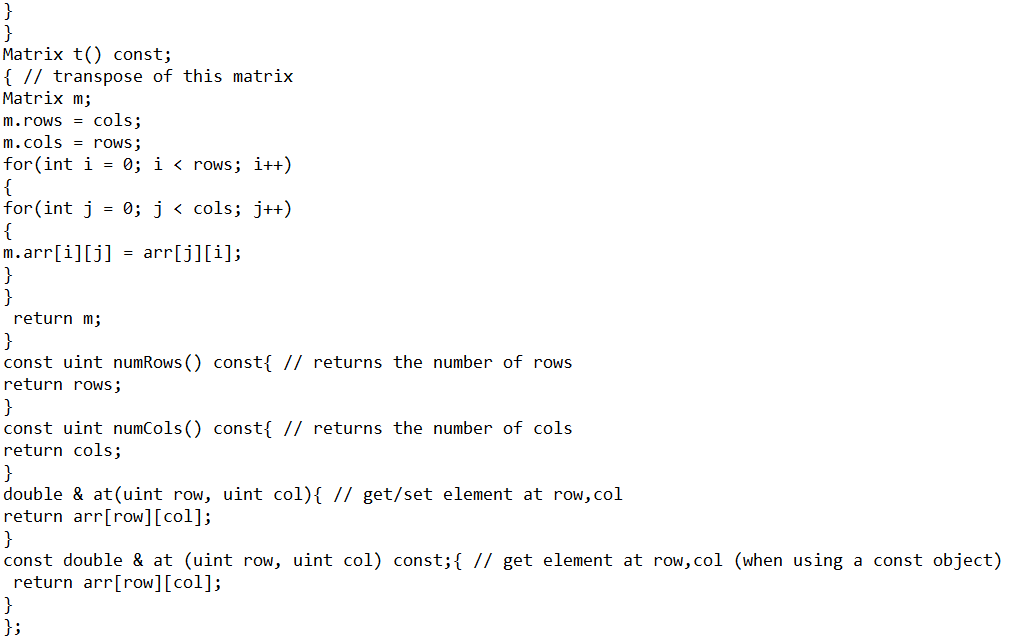 }
}
Matrix t() const;
{ // transpose of this matrix
Matrix m;
m.rows = cols;
m.cols = rows;
for(int i = 0; i < rows; i++)
{
for(int j = 0; j < cols; j++)
{
m.arr[i][j] = arr[j][i];
}
}
return m;
}
const uint numRows() const{ // returns the number of rows
return rows;
}
const uint numCols() const{ // returns the number of cols
return cols;
}
double & at(uint row, uint col){ // get/set element at row,col
return arr[row][col];
}
const double & at (uint row, uint col) const;{ // get element at row,col (when using a const object)
return arr[row][col];
}
};